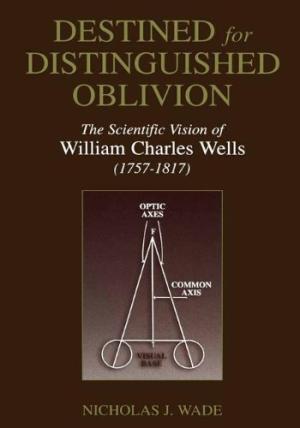 DESTINED for
DISTINGUISHED
OBLIVION
The Scientific Vision of
William Charles Wells
(1757-1817)
OPTIC
AXES
F
COMMON
AXIS
VISUAL
BASE
NICHOLAS J. WADE